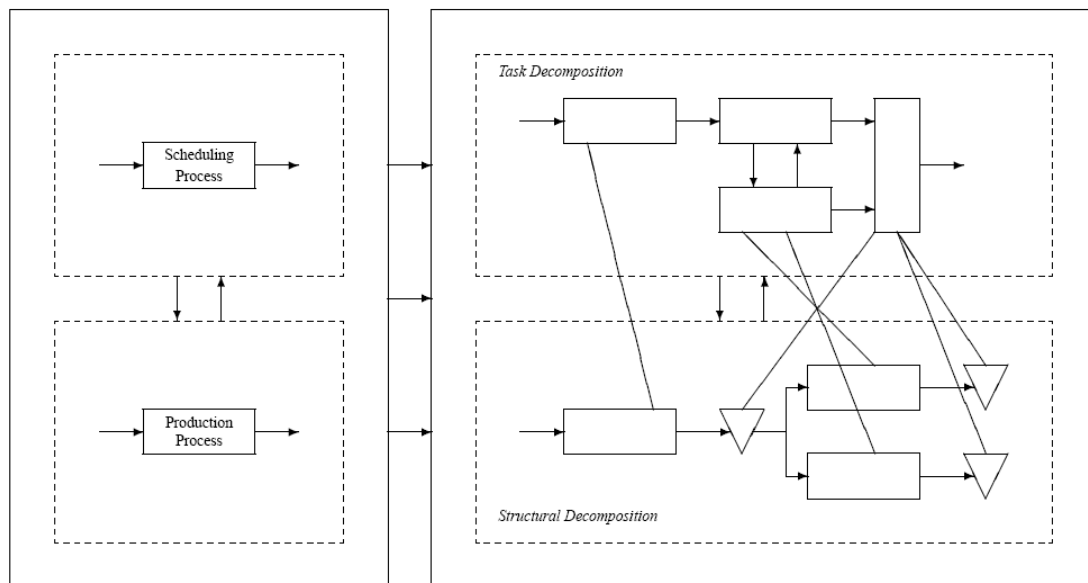 Task Decomposition
Scheduling
Process
Production
Process
Structural Decomposition